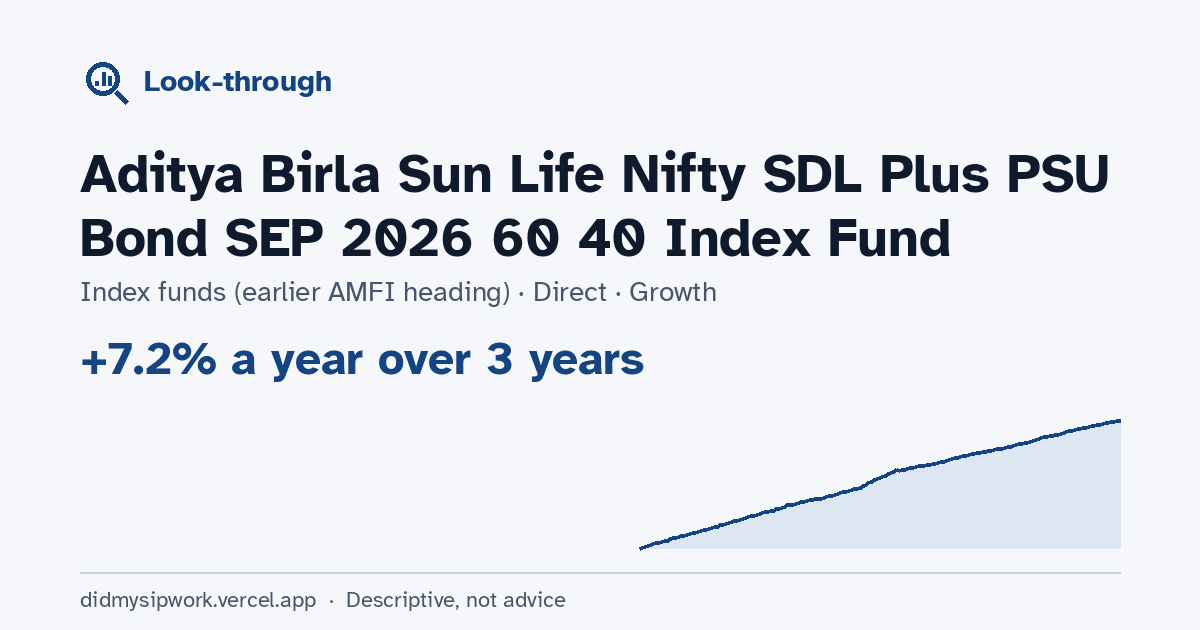 Look-through
Aditya Birla Sun Life Nifty SDL Plus PSU
Bond SEP 2026 60 40 Index Fund
Index funds (earlier AMFI heading) · Direct · Growth
+7.2% a year over 3 years
didmysipwork.vercel.app · Descriptive, not advice